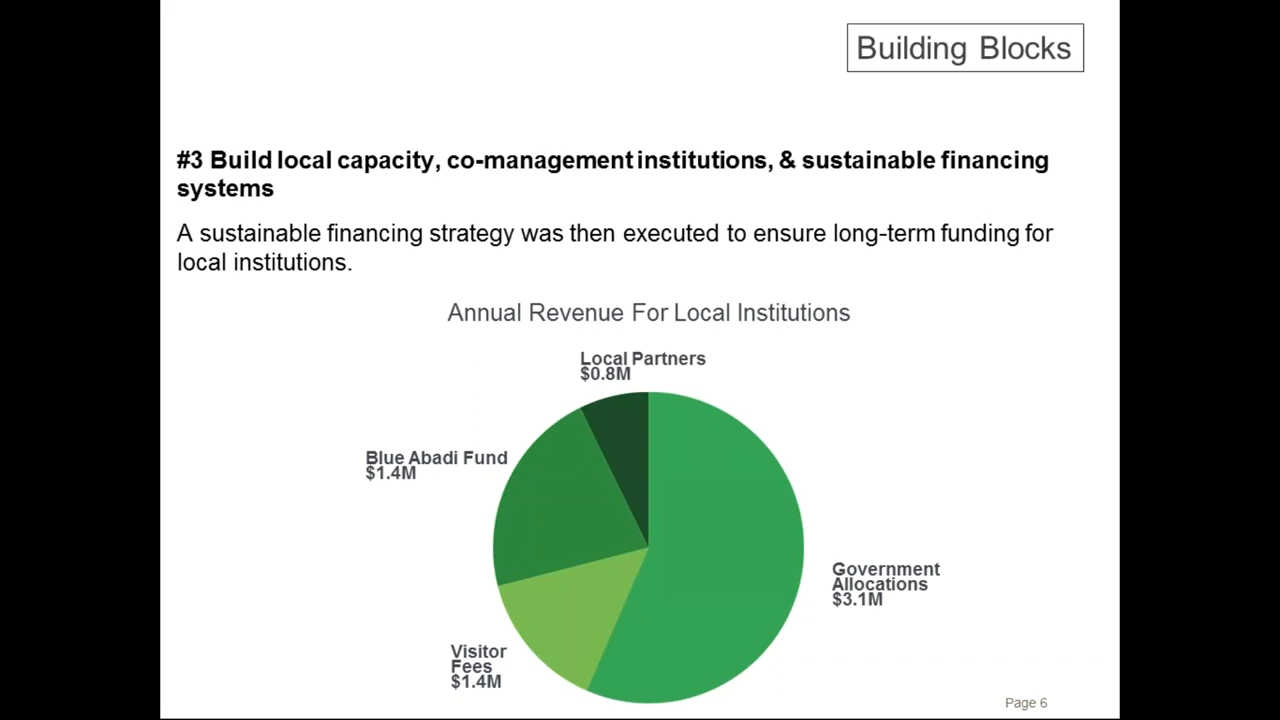 Building Blocks
#3 Build local capacity, co-management institutions, & sustainable financing
systems
A sustainable financing strategy was then executed to ensure long-term funding for
local institutions.
Annual Revenue For Local Institutions
Local Partners
$0.8M
Blue Abadi Fund
$1.4M
Government
Allocations
$3.1M
Visitor
Fees
$1.4M
Page 6